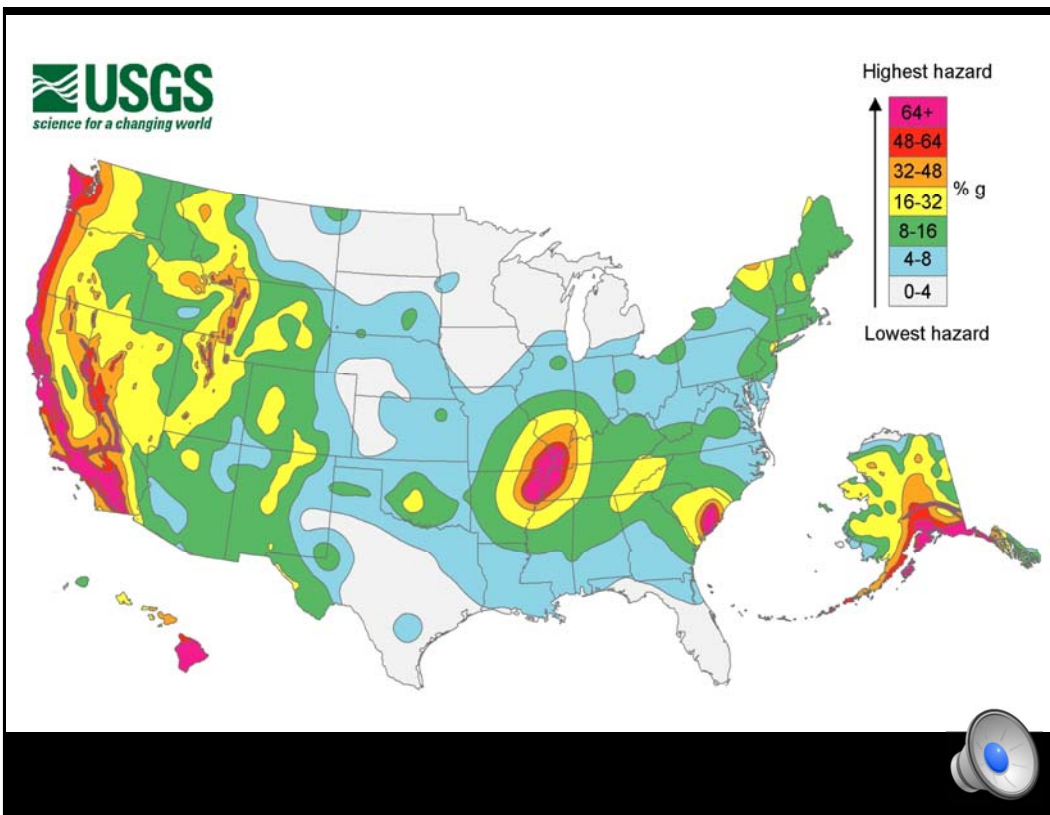 USGS
science for a changing world
Highest hazard
64+
48-64
32-48
16-32
8-16
4-8
0-4
% g
Lowest hazard